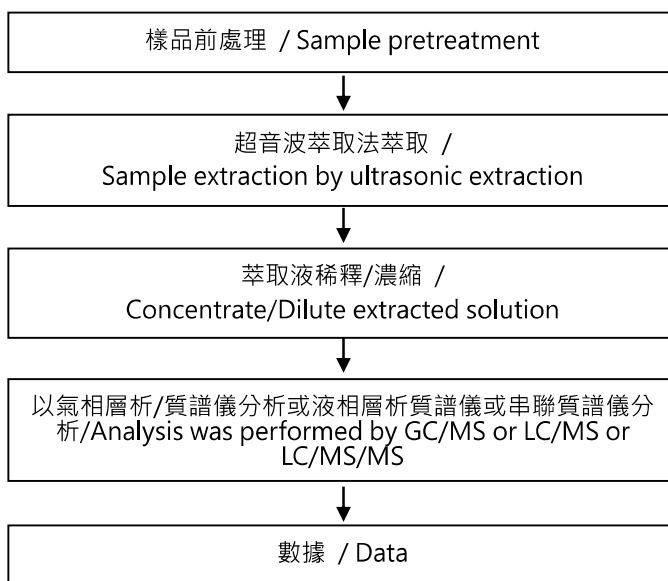 樣品前處理 / Sample pretreatment
超音波萃取法萃取 /
Sample extraction by ultrasonic extraction
萃取液稀釋/濃縮 /
Concentrate/Dilute extracted solution
以氣相層析/質譜儀分析或液相層析質譜儀或串聯質譜儀分
析/Analysis was performed by GC/MS or LC/MS or
LC/MS/MS
數據 / Data